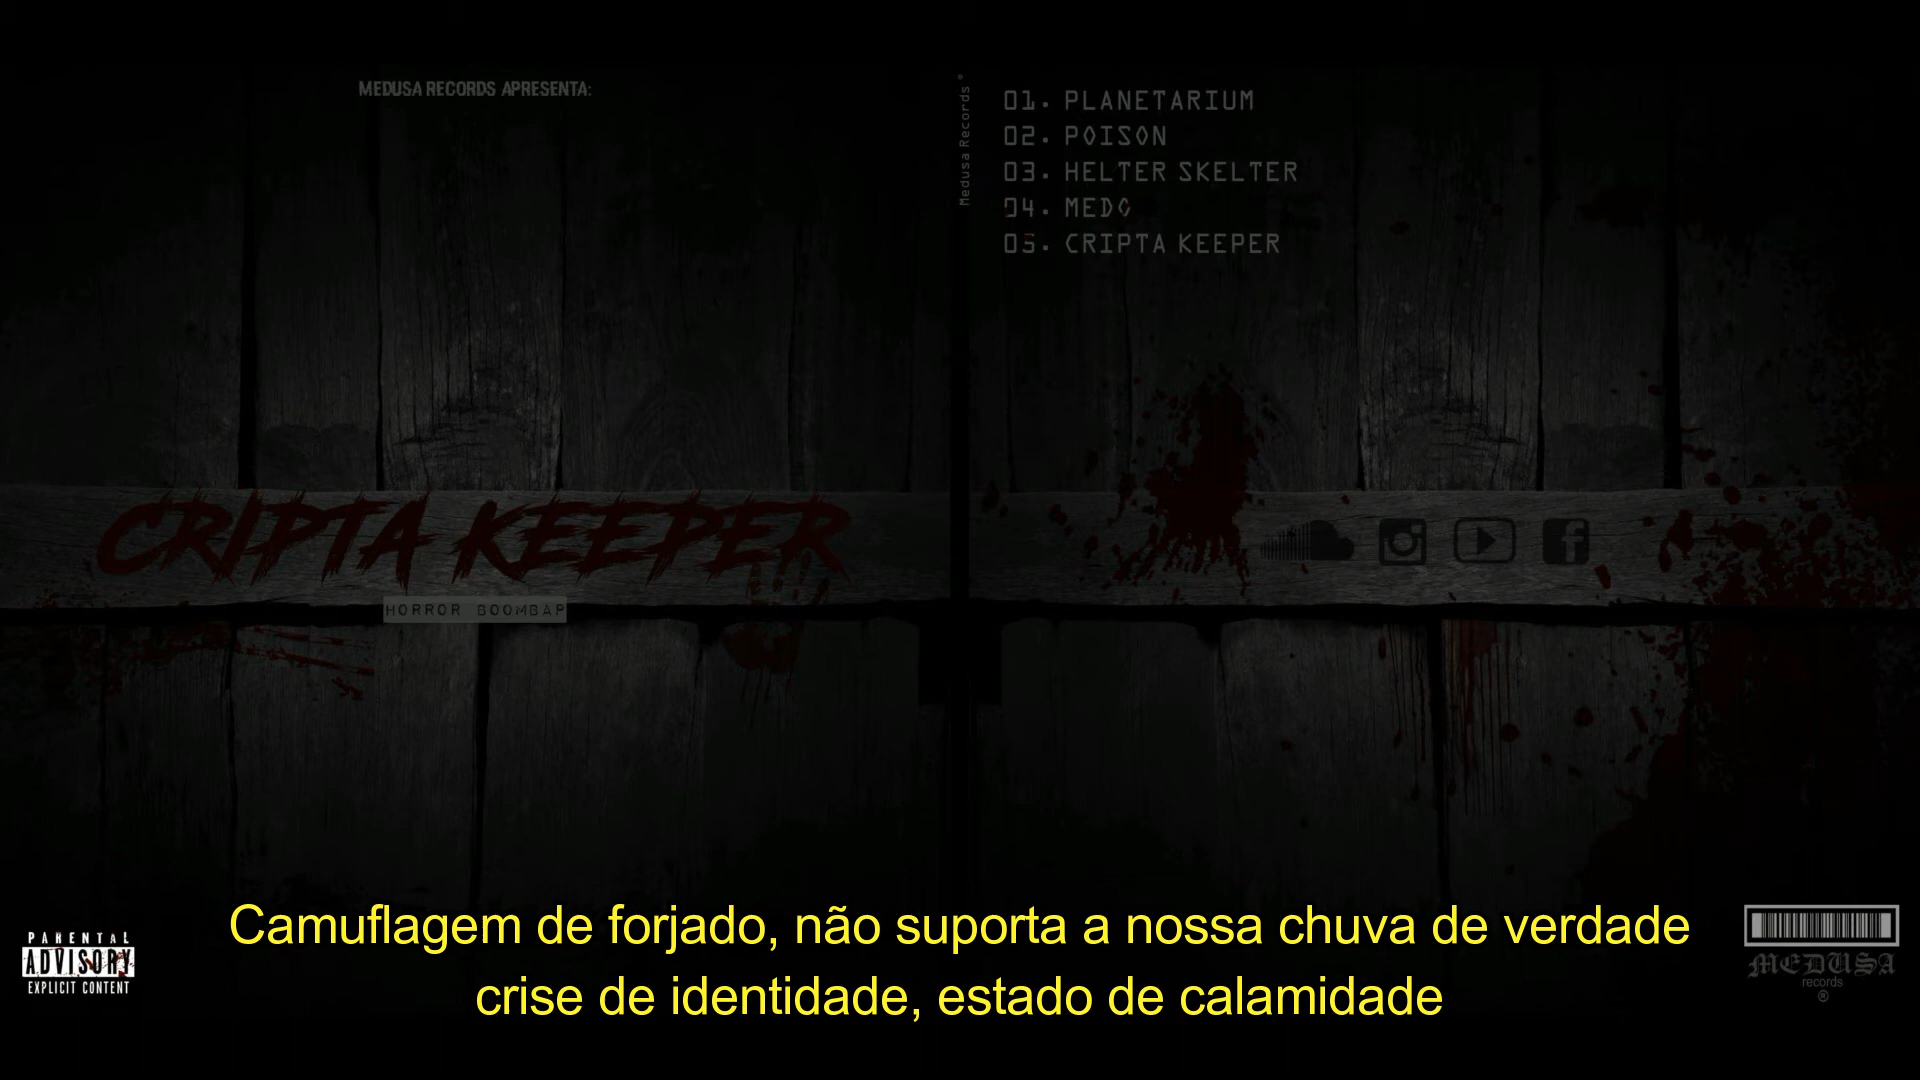 MEDUSA RECORDS APRESENTA:
Medusa Records ®
01. PLANETARIUM
02. POISON
03. HELTER SKELTER
04. MEDO
05. CRIPTA KEEPER
CRIPTA KEEPER
HORROR BOOMBAP
Camuflagem de forjado, não suporta a nossa chuva de verdade
crise de identidade, estado de calamidade
PARENTAL
ADVISORY
EXPLICIT CONTENT
MEDUSA
records
®